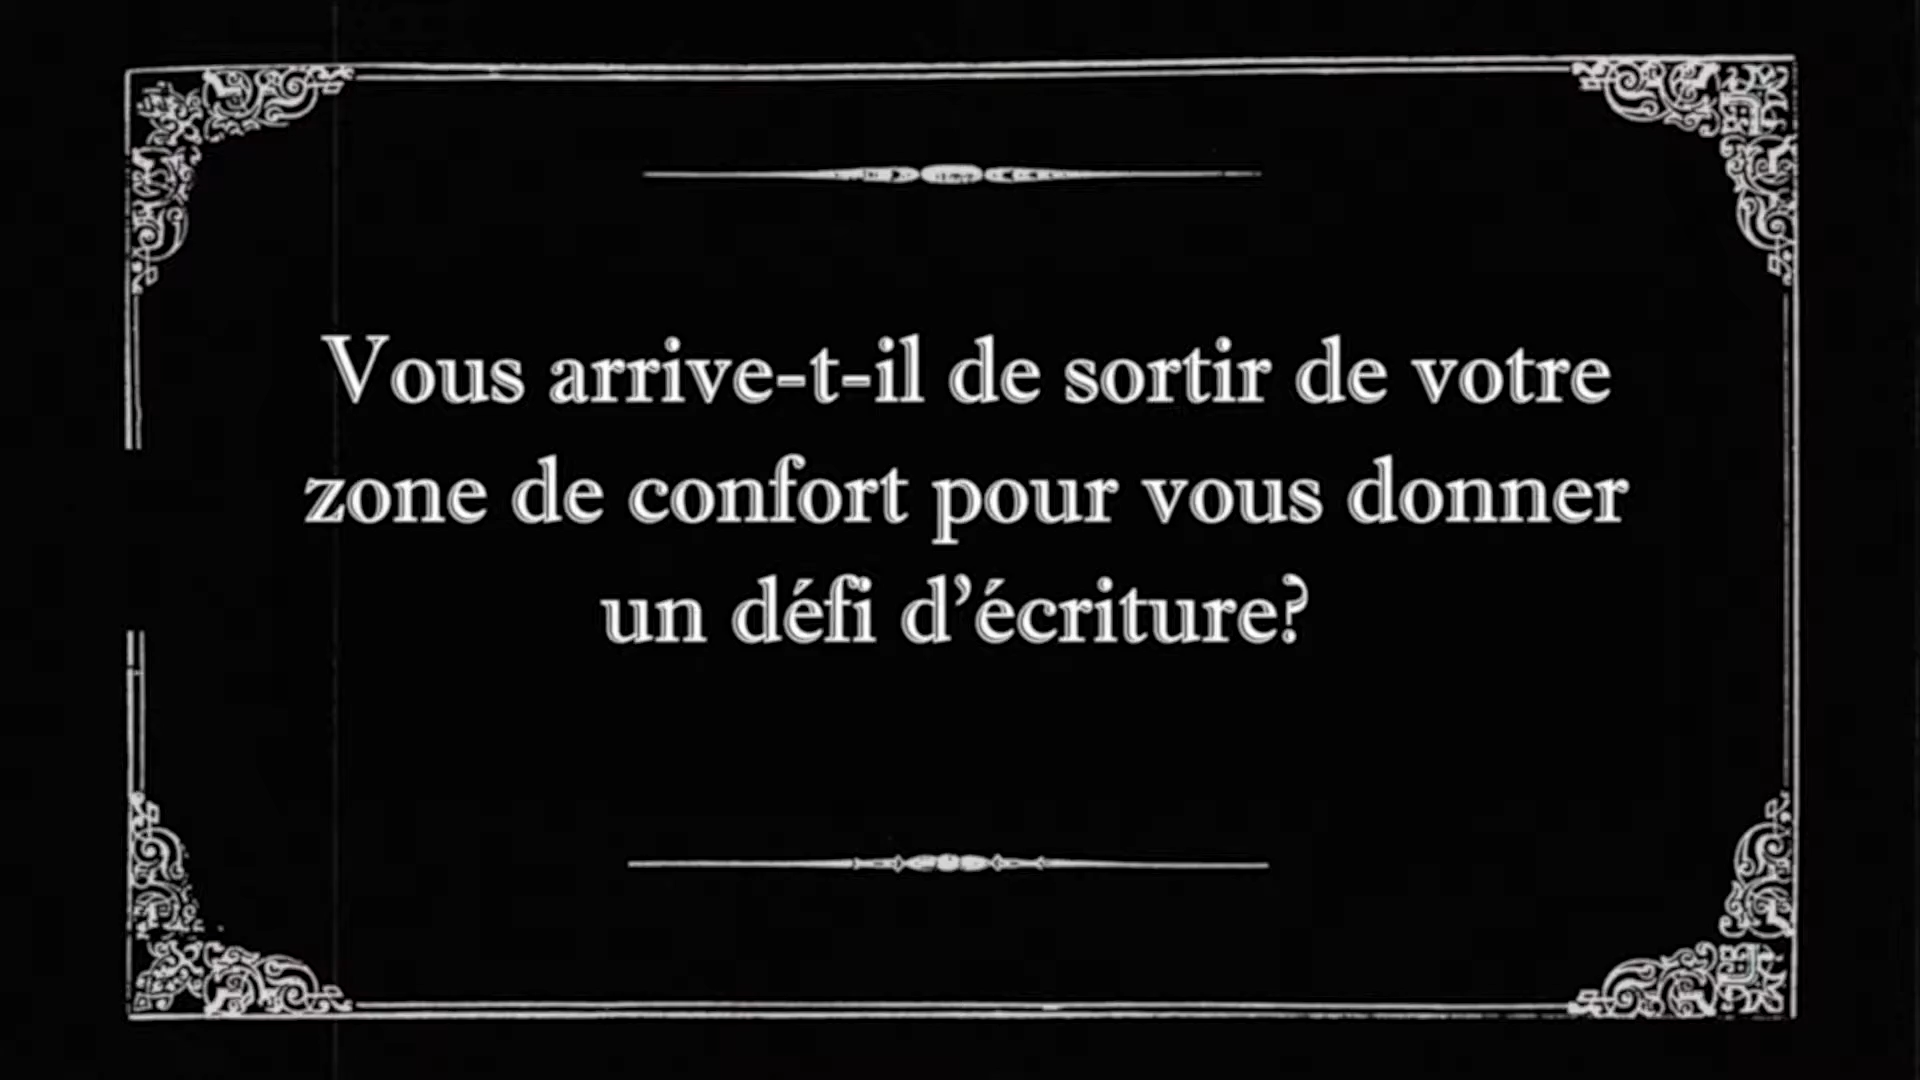 Vous arrive-t-il de sortir de votre
zone de confort pour vous donner
un défi d’écriture?